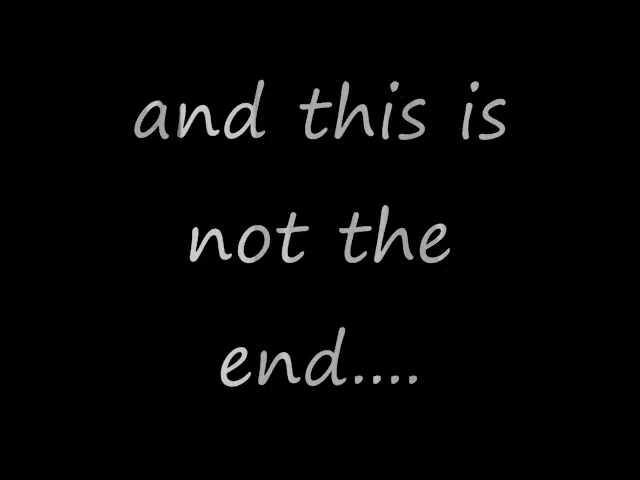 and this is
not the
end....